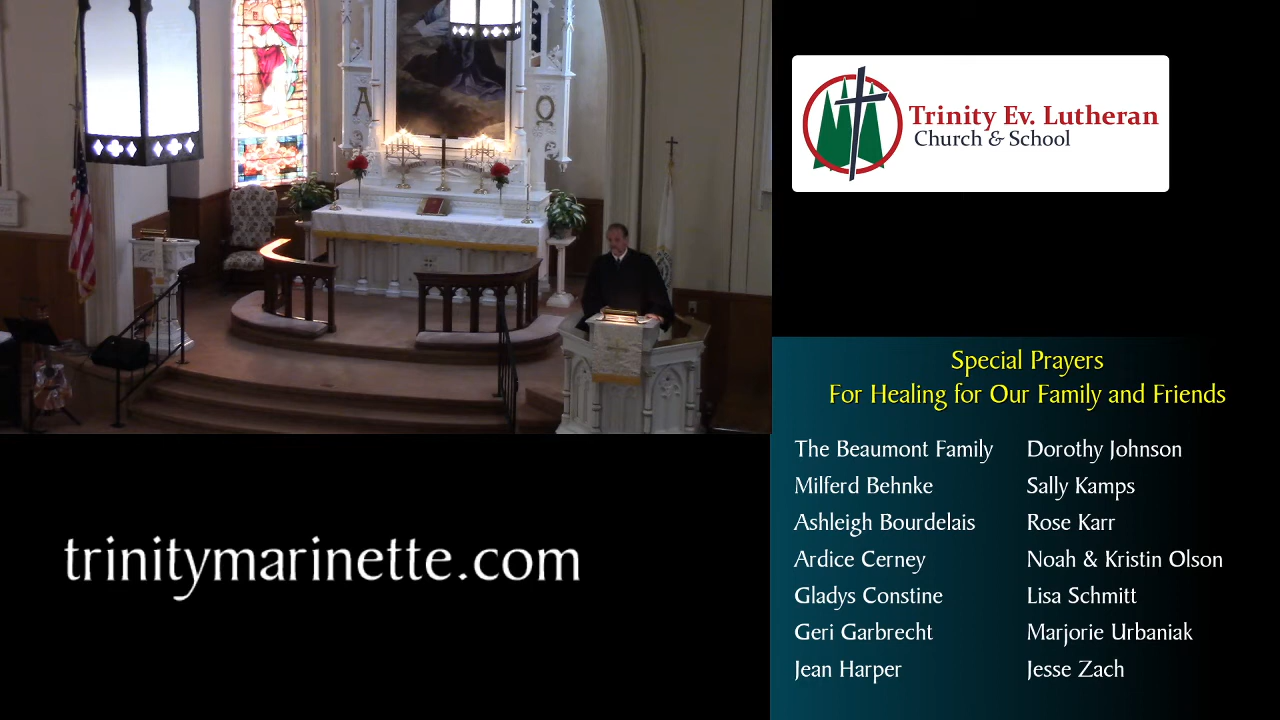 Α
Ω
Trinity Ev. Lutheran
Church & School
Special Prayers
For Healing for Our Family and Friends
The Beaumont Family
Milferd Behnke
Ashleigh Bourdelais
Ardice Cerney
Gladys Constine
Geri Garbrecht
Jean Harper
Dorothy Johnson
Sally Kamps
Rose Karr
Noah & Kristin Olson
Lisa Schmitt
Marjorie Urbaniak
Jesse Zach
trinitymarinette.com